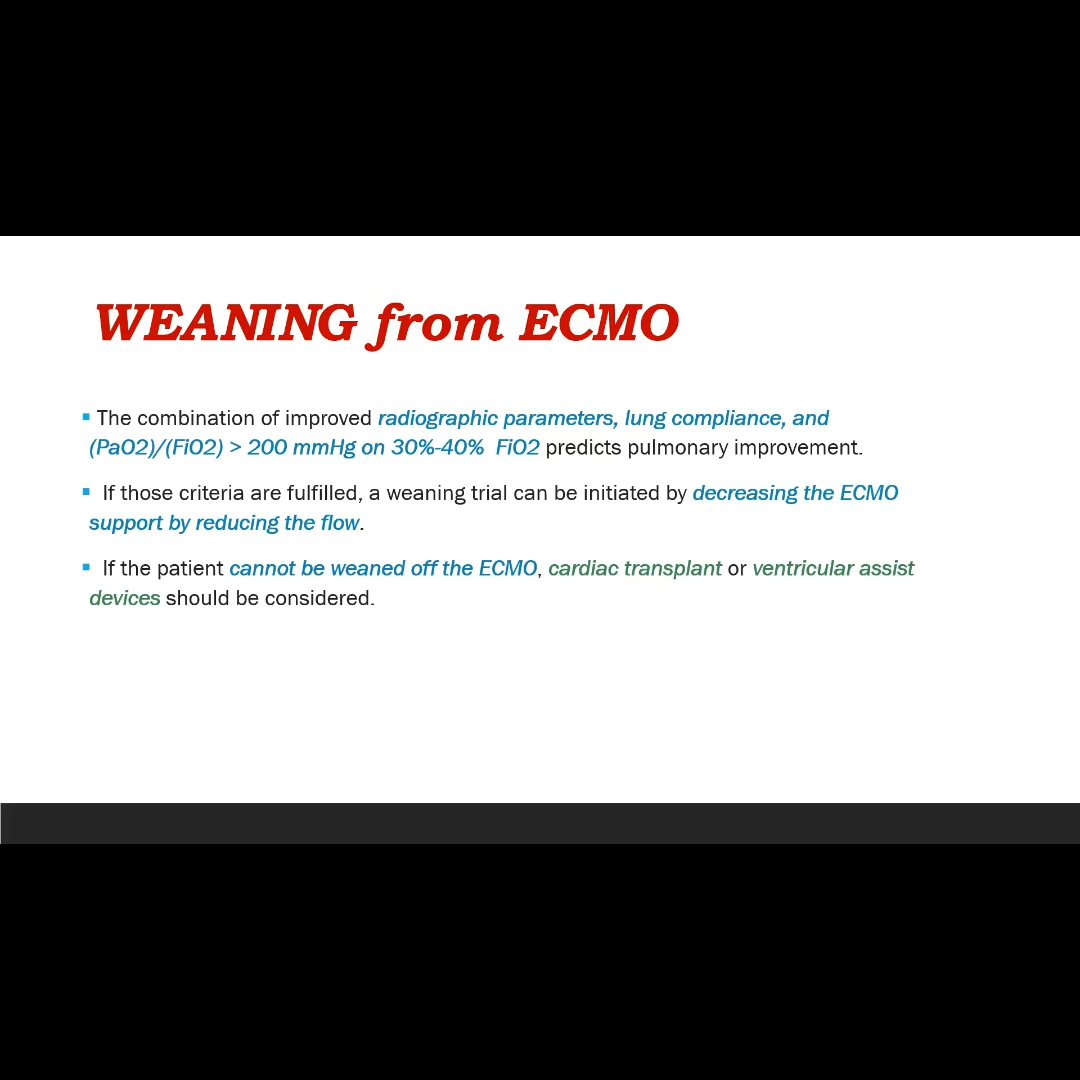 WEANING from ECMO
▪ The combination of improved radiographic parameters, lung compliance, and
(PaO2)/(FiO2) > 200 mmHg on 30%-40%  FiO2 predicts pulmonary improvement.
▪ If those criteria are fulfilled, a weaning trial can be initiated by decreasing the ECMO
support by reducing the flow.
▪ If the patient cannot be weaned off the ECMO, cardiac transplant or ventricular assist
devices should be considered.